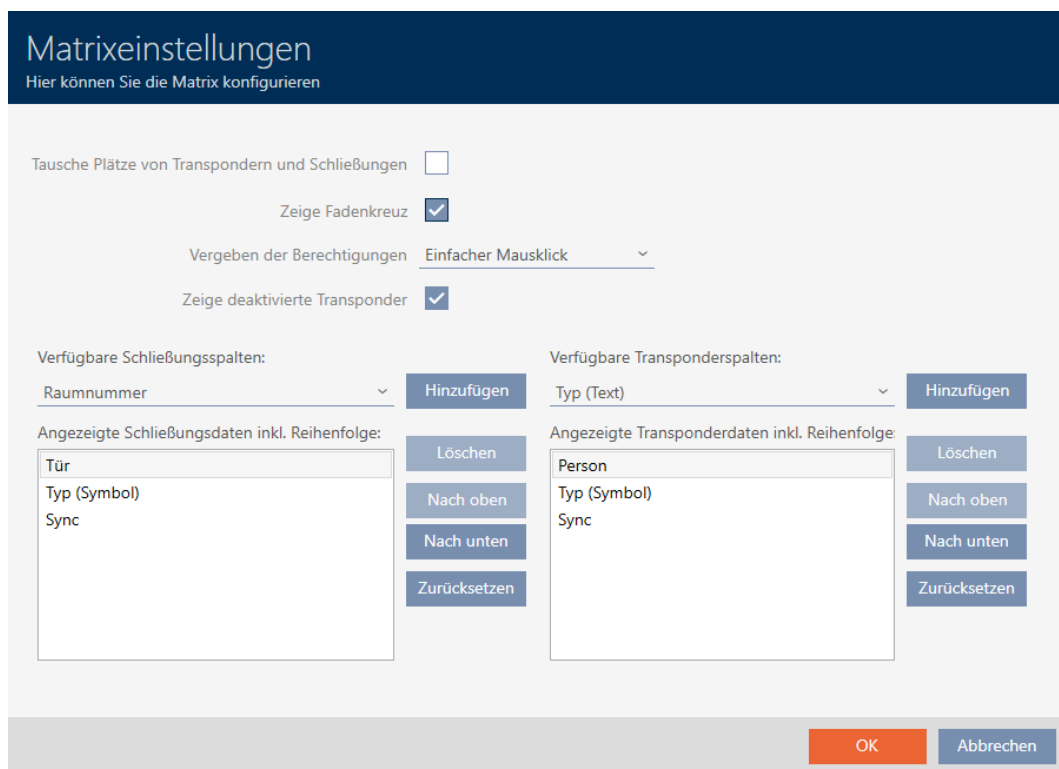 Matrixeinstellungen
Hier können Sie die Matrix konfigurieren
Tausche Plätze von Transpondern und Schließungen
Zeige Fadenkreuz
Vergeben der Berechtigungen Einfacher Mausklick
Zeige deaktivierte Transponder
Verfügbare Schließungsspalten:
Raumnummer Hinzufügen
Angezeigte Schließungsdaten inkl. Reihenfolge:
Löschen
Tür
Typ (Symbol)
Sync
Nach oben
Nach unten
Zurücksetzen
Verfügbare Transponderspalten:
Typ (Text) Hinzufügen
Angezeigte Transponderdaten inkl. Reihenfolge:
Löschen
Person
Typ (Symbol)
Sync
Nach oben
Nach unten
Zurücksetzen
OK Abbrechen